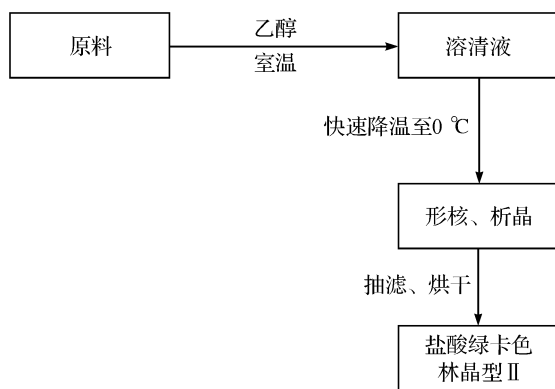 原料
乙醇
室温
溶清液
快速降温至0 ℃
形核、析晶
抽滤、烘干
盐酸绿卡色
林晶型Ⅱ